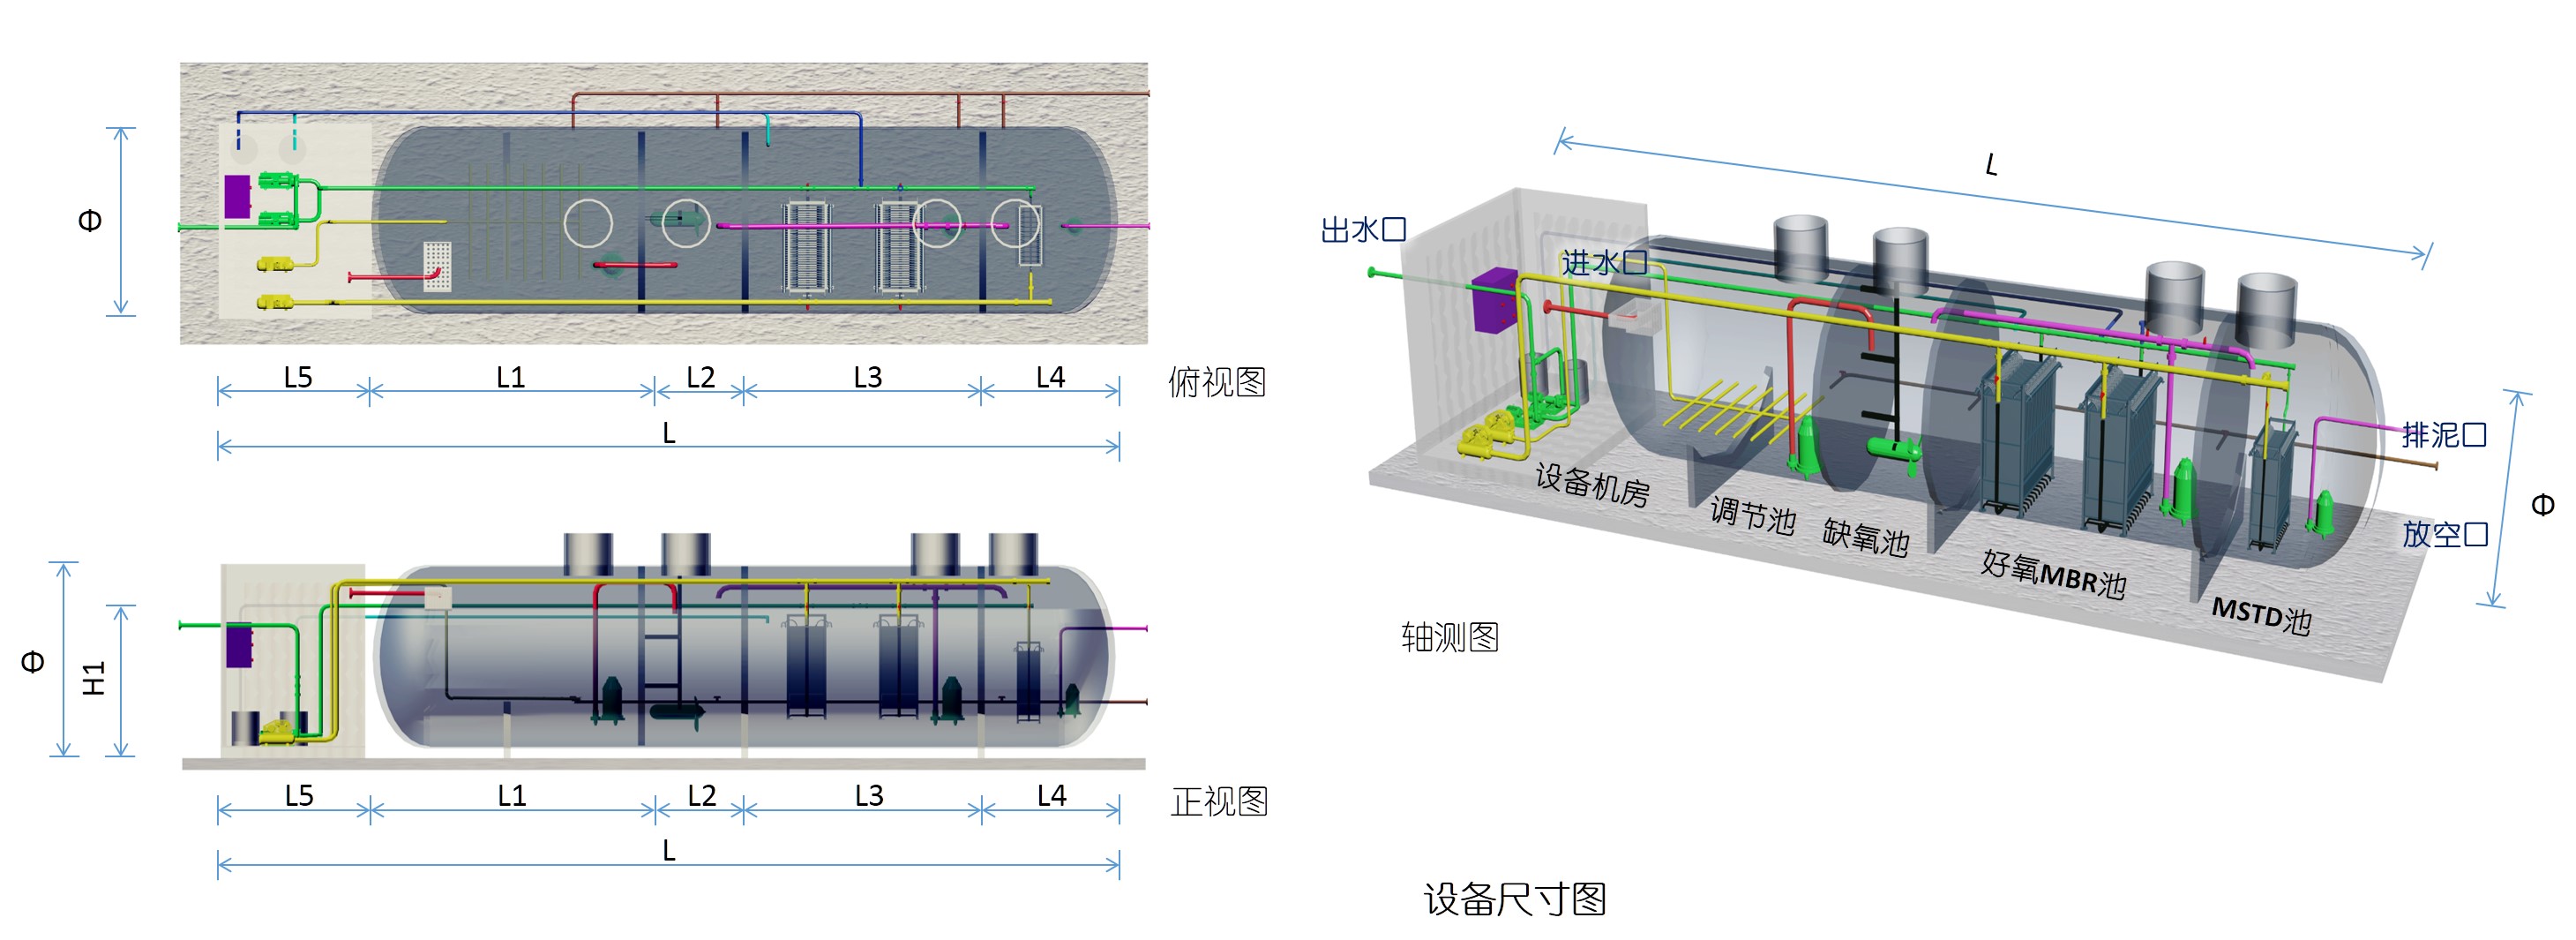 Φ
L5 L1 L2 L3 L4
俯视图
L
Φ
H1
L5 L1 L2 L3 L4
正视图
L
L
出水口
进水口
排泥口
放空口
Φ
设备机房
调节池
缺氧池
好氧MBR池
MSTD池
轴测图
设备尺寸图